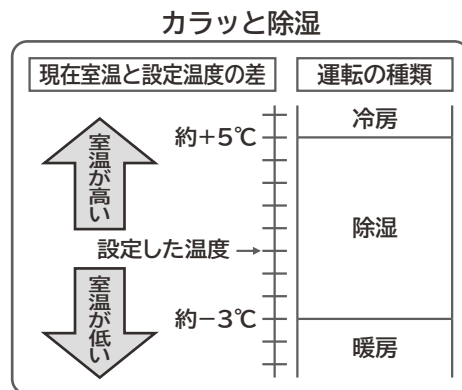 カラッと除湿
現在室温と設定温度の差
運転の種類
冷房
約+5℃
室温が高い
除湿
設定した温度→
室温が低い
約−3℃
暖房